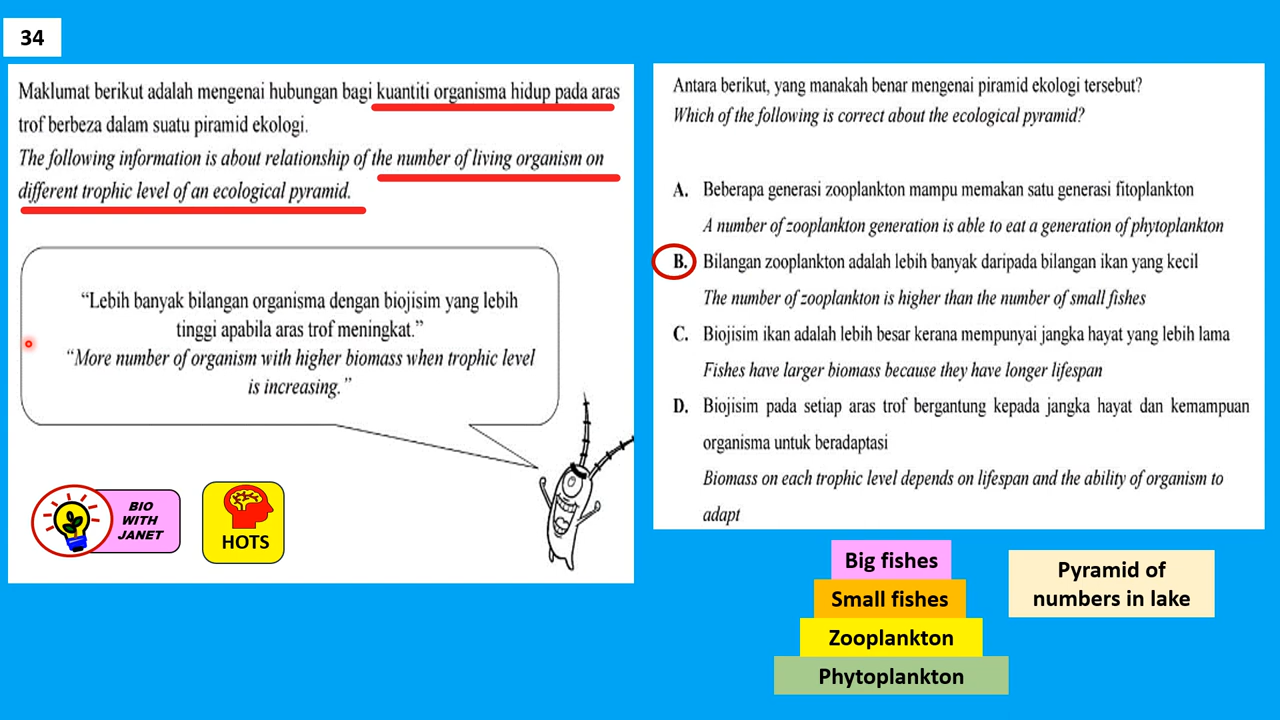 34
Maklumat berikut adalah mengenai hubungan bagi kuantiti organisma hidup pada aras
trof berbeza dalam suatu piramid ekologi.
The following information is about relationship of the number of living organism on
different trophic level of an ecological pyramid.
“Lebih banyak bilangan organisma dengan biojisim yang lebih
tinggi apabila aras trof meningkat.”
“More number of organism with higher biomass when trophic level
is increasing.”
BIO
WITH
JANET
HOTS
Antara berikut, yang manakah benar mengenai piramid ekologi tersebut?
Which of the following is correct about the ecological pyramid?
A. Beberapa generasi zooplankton mampu memakan satu generasi fitoplankton
A number of zooplankton generation is able to eat a generation of phytoplankton
B. Bilangan zooplankton adalah lebih banyak daripada bilangan ikan yang kecil
The number of zooplankton is higher than the number of small fishes
C. Biojisim ikan adalah lebih besar kerana mempunyai jangka hayat yang lebih lama
Fishes have larger biomass because they have longer lifespan
D. Biojisim pada setiap aras trof bergantung kepada jangka hayat dan kemampuan
organisma untuk beradaptasi
Biomass on each trophic level depends on lifespan and the ability of organism to
adapt
Big fishes
Small fishes
Zooplankton
Phytoplankton
Pyramid of
numbers in lake